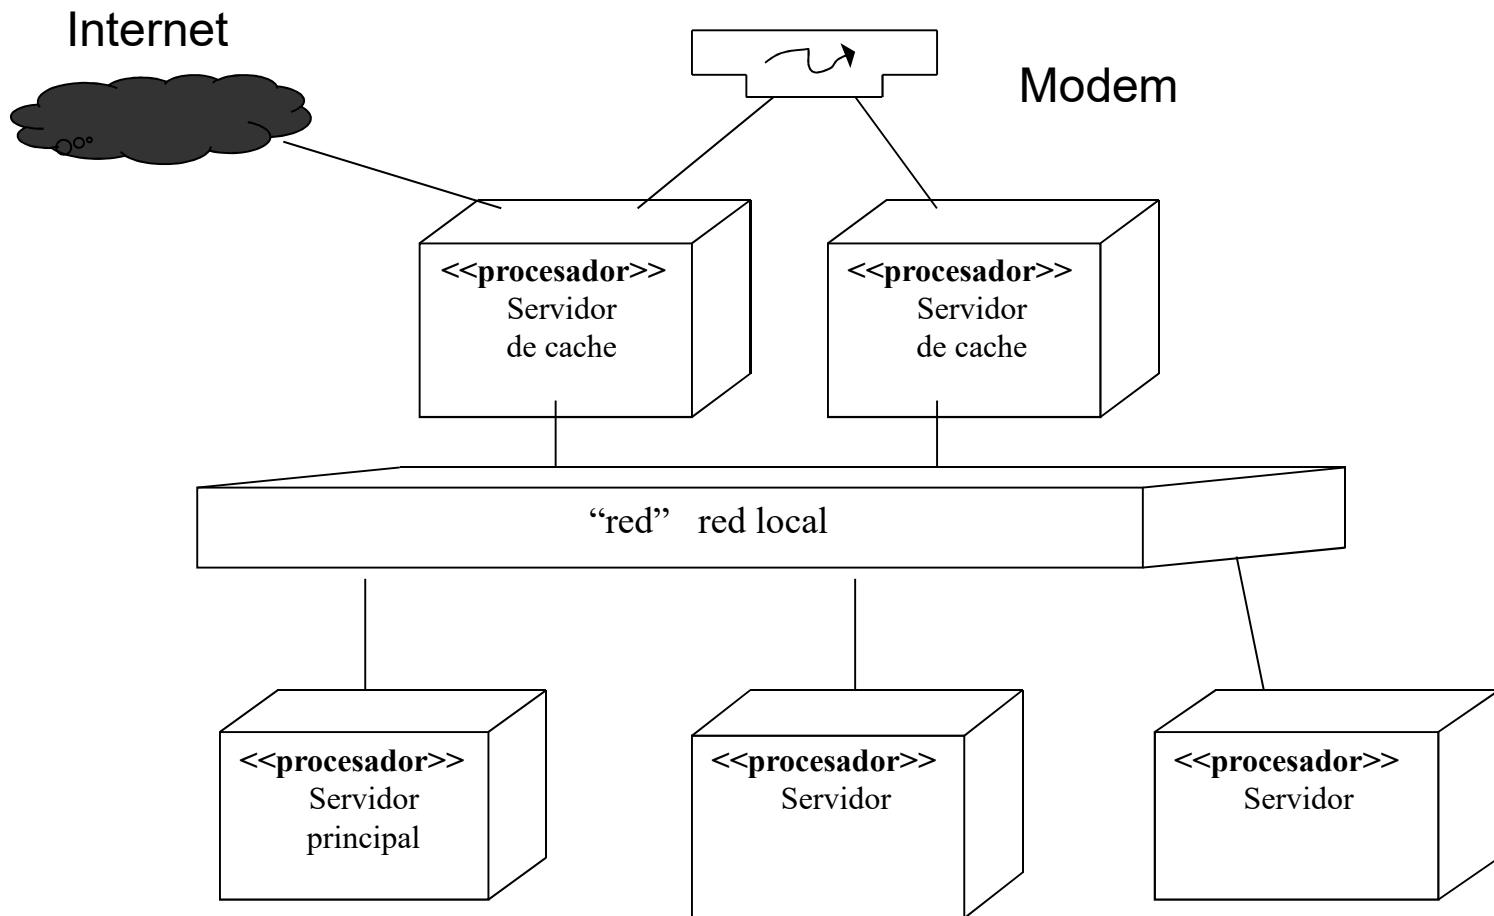 Internet
Modem
<<procesador>>
Servidor
de cache
<<procesador>>
Servidor
de cache
“red” red local
<<procesador>>
Servidor
principal
<<procesador>>
Servidor
<<procesador>>
Servidor